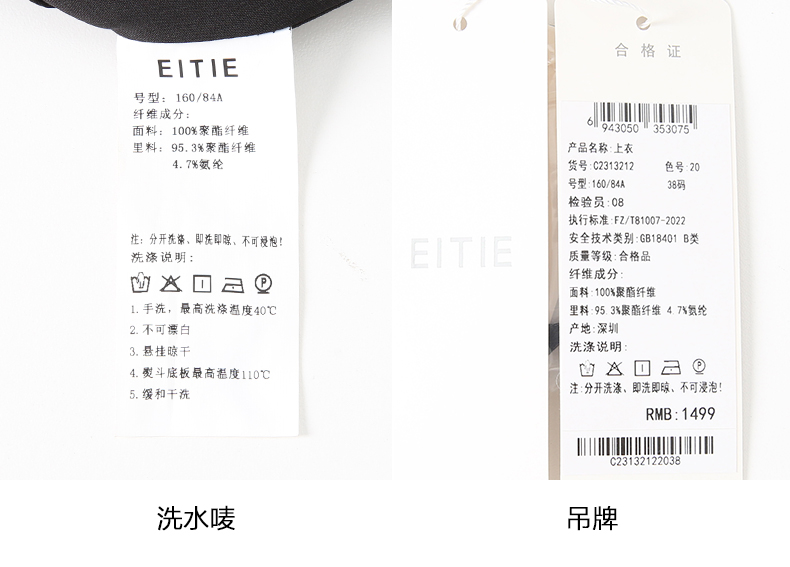 EITIE
号型: 160/84A
纤维成分:
面料: 100%聚酯纤维
里料: 95.3%聚酯纤维
4.7%氨纶
注: 分开洗涤、即洗即晾、不可浸泡!
洗涤说明:
P
1.手洗，最高洗涤温度40℃
2.不可漂白
3.悬挂晾干
4.熨斗底板最高温度110℃
5.缓和干洗
洗水唛
EITIE
合格证
6 943050 353075
产品名称:上衣
货号:C2313212 色号:20
号型:160/84A 38码
检验员:08
执行标准:FZ/T81007-2022
安全技术类别:GB18401 B类
质量等级:合格品
纤维成分:
面料:100%聚酯纤维
里料:95.3%聚酯纤维 4.7%氨纶
产地:深圳
洗涤说明:
P
注:分开洗涤、即洗即晾、不可浸泡!
RMB:1499
C23132122038
吊牌